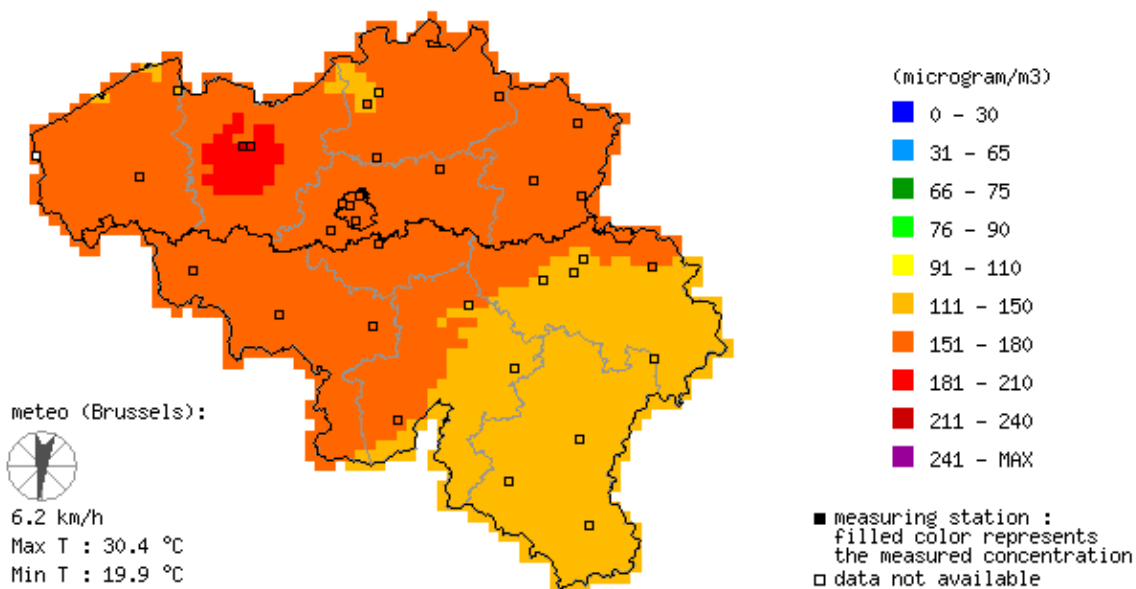 (microgram/m3)
0 - 30
31 - 65
66 - 75
76 - 90
91 - 110
111 - 150
151 - 180
181 - 210
211 - 240
241 - MAX
meteo (Brussels):
6.2 km/h
Max T : 30.4 °C
Min T : 19.9 °C
measuring station :
filled color represents
the measured concentration
data not available